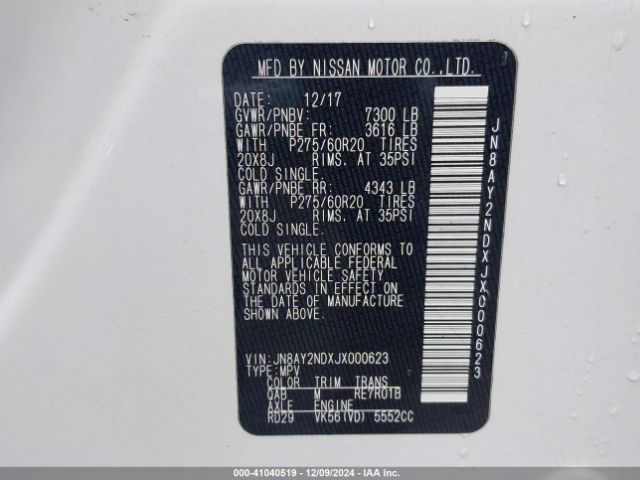 MFD BY NISSAN MOTOR CO.,LTD.
DATE: 12/17
GVWR/PNBV: 7300 LB
GAWR/PNBE FR: 3616 LB
WITH P275/60R20 TIRES
20X8J RIMS. AT 35PSI
COLD SINGLE.
GAWR/PNBE RR: 4343 LB
WITH P275/60R20 TIRES
20X8J RIMS. AT 35PSI
COLD SINGLE.
THIS VEHICLE CONFORMS TO
ALL APPLICABLE FEDERAL
MOTOR VEHICLE SAFETY
STANDARDS IN EFFECT ON
THE DATE OF MANUFACTURE
SHOWN ABOVE.
VIN:JN8AY2NDXJX000623
TYPE:MPV
COLOR TRIM TRANS
QAB M RE7R01B
AXLE ENGINE
RD29 VK56(VD) 5552CC
JN8AY2NDXJX000623
000-41040519 - 12/09/2024 - IAA Inc.